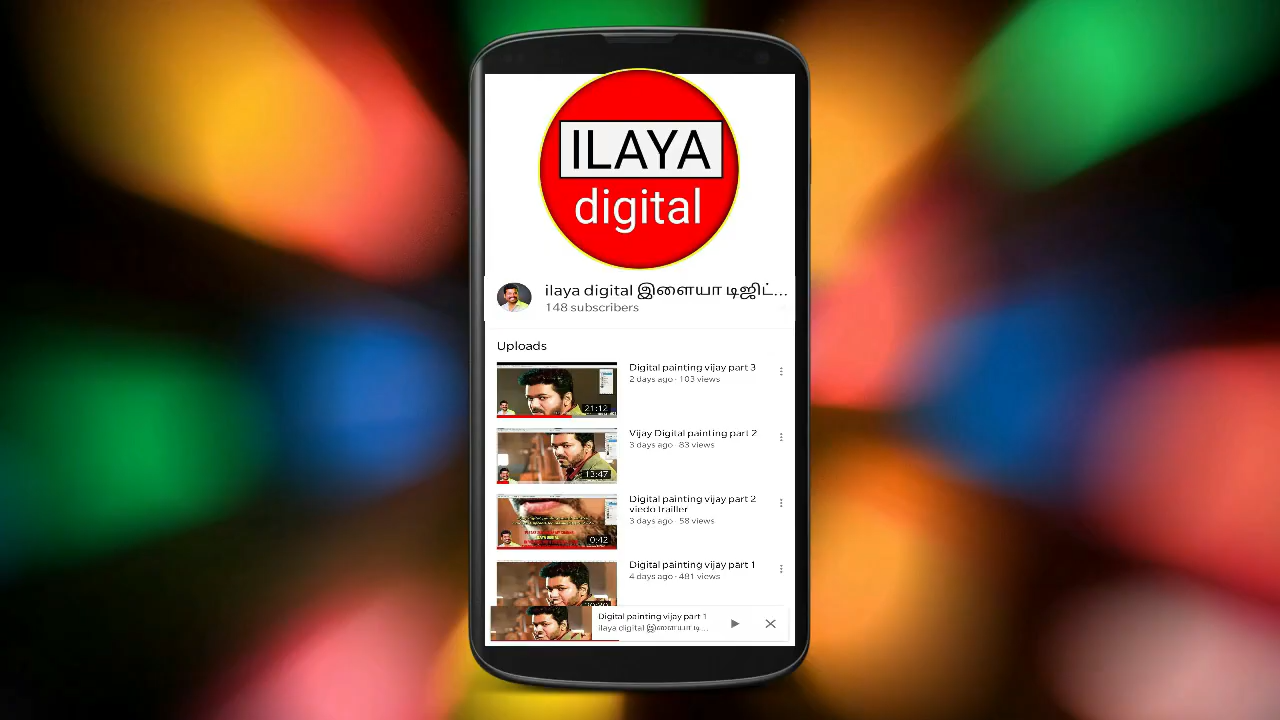 ILAYA
digital
ilaya digital இளையா டிஜிட்...
148 subscribers
Uploads
Digital painting vijay part 3
2 days ago · 103 views
21:12
Vijay Digital painting part 2
3 days ago · 83 views
13:47
Digital painting vijay part 2
viedo trailler
3 days ago · 58 views
0:42
Digital painting vijay part 1
4 days ago · 481 views
Digital painting vijay part 1
ilaya digital இளையா டி...